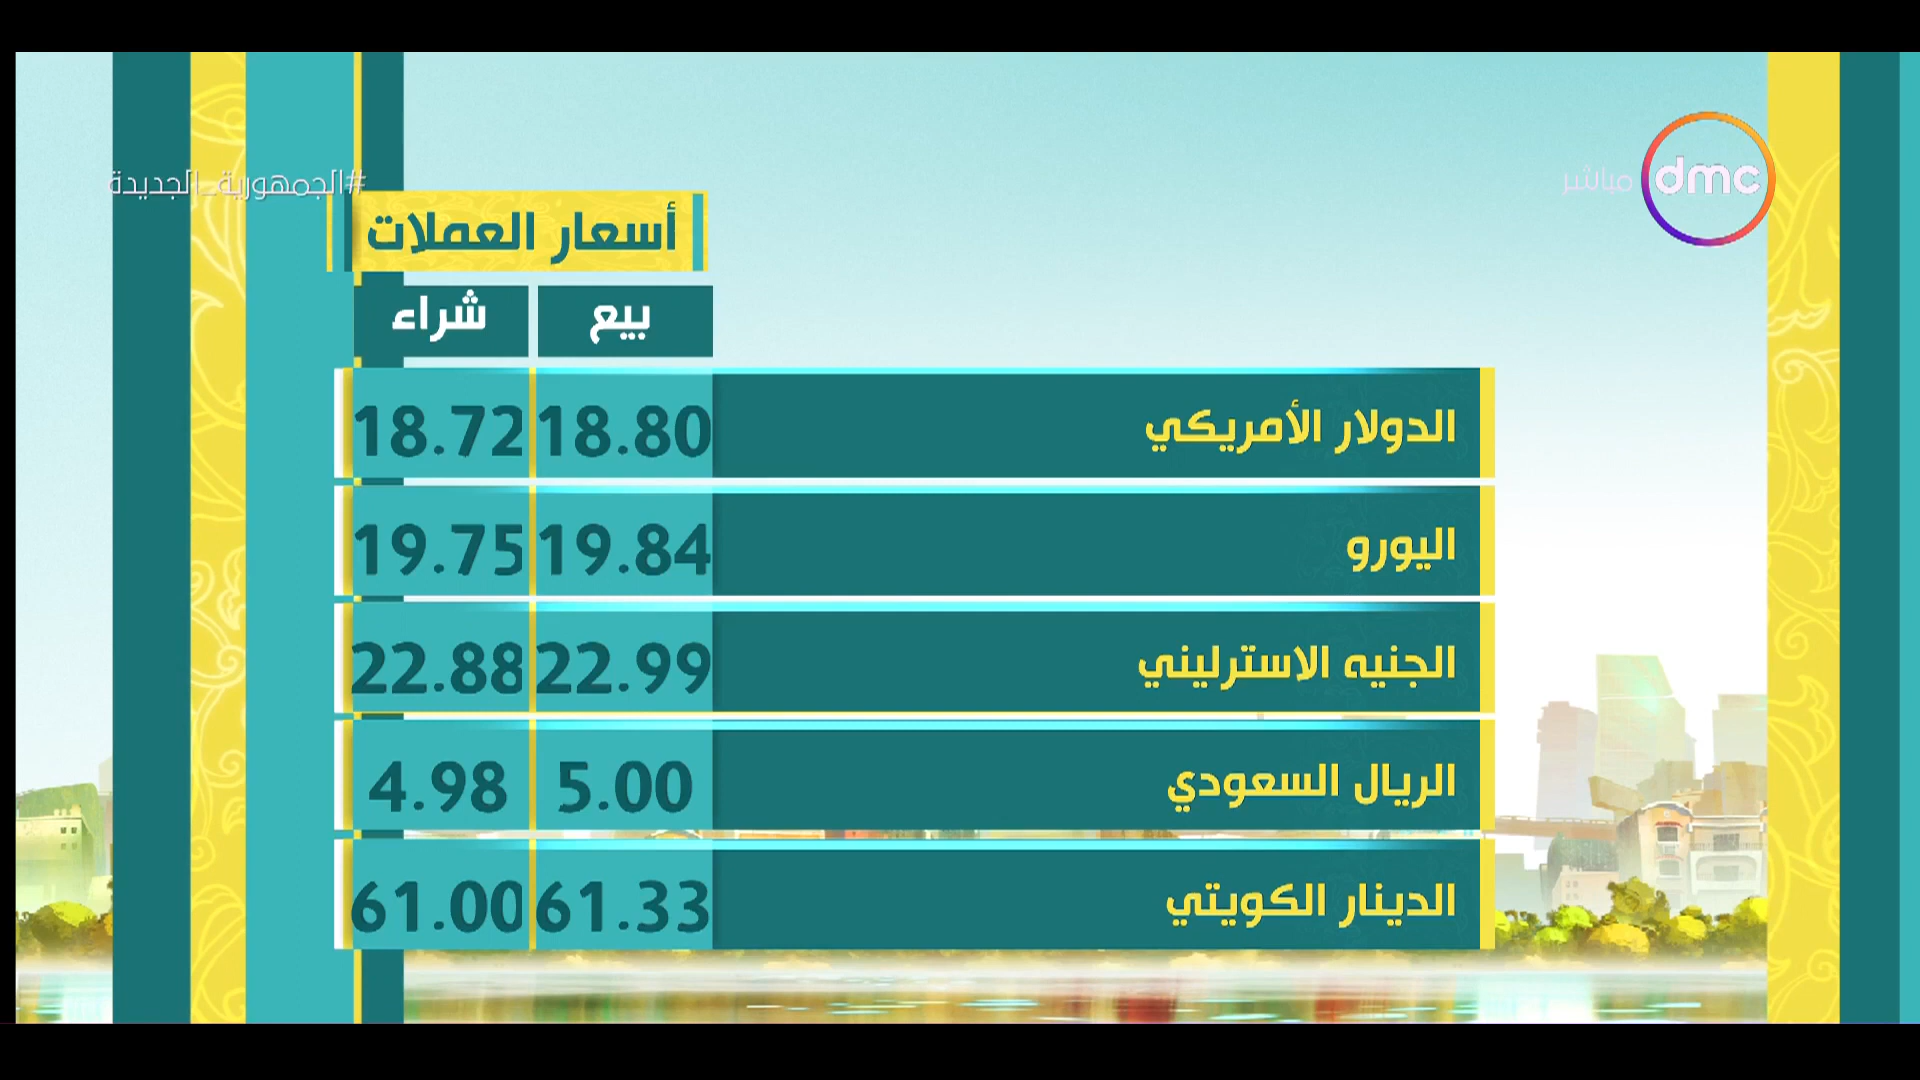 dmc مباشر
#الجمهورية_الجديدة
أسعار العملات
بيع شراء
الدولار الأمريكي 18.80 18.72
اليورو 19.84 19.75
الجنيه الاسترليني 22.99 22.88
الريال السعودي 5.00 4.98
الدينار الكويتي 61.33 61.00